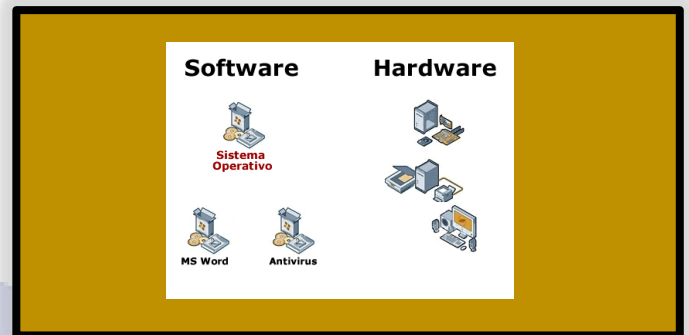 Software
Hardware
Sistema
Operativo
MS Word
Antivirus